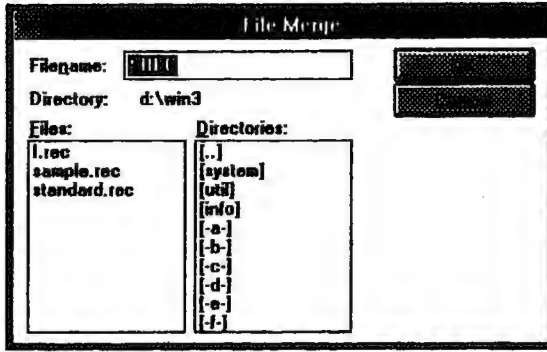 File Merge
Filename:
Directory: d:\win3
Files:
l.rec
sample.rec
standard.rec
Directories:
[..]
[system]
[util]
[info]
[-a-]
[-b-]
[-c-]
[-d-]
[-e-]
[-f-]